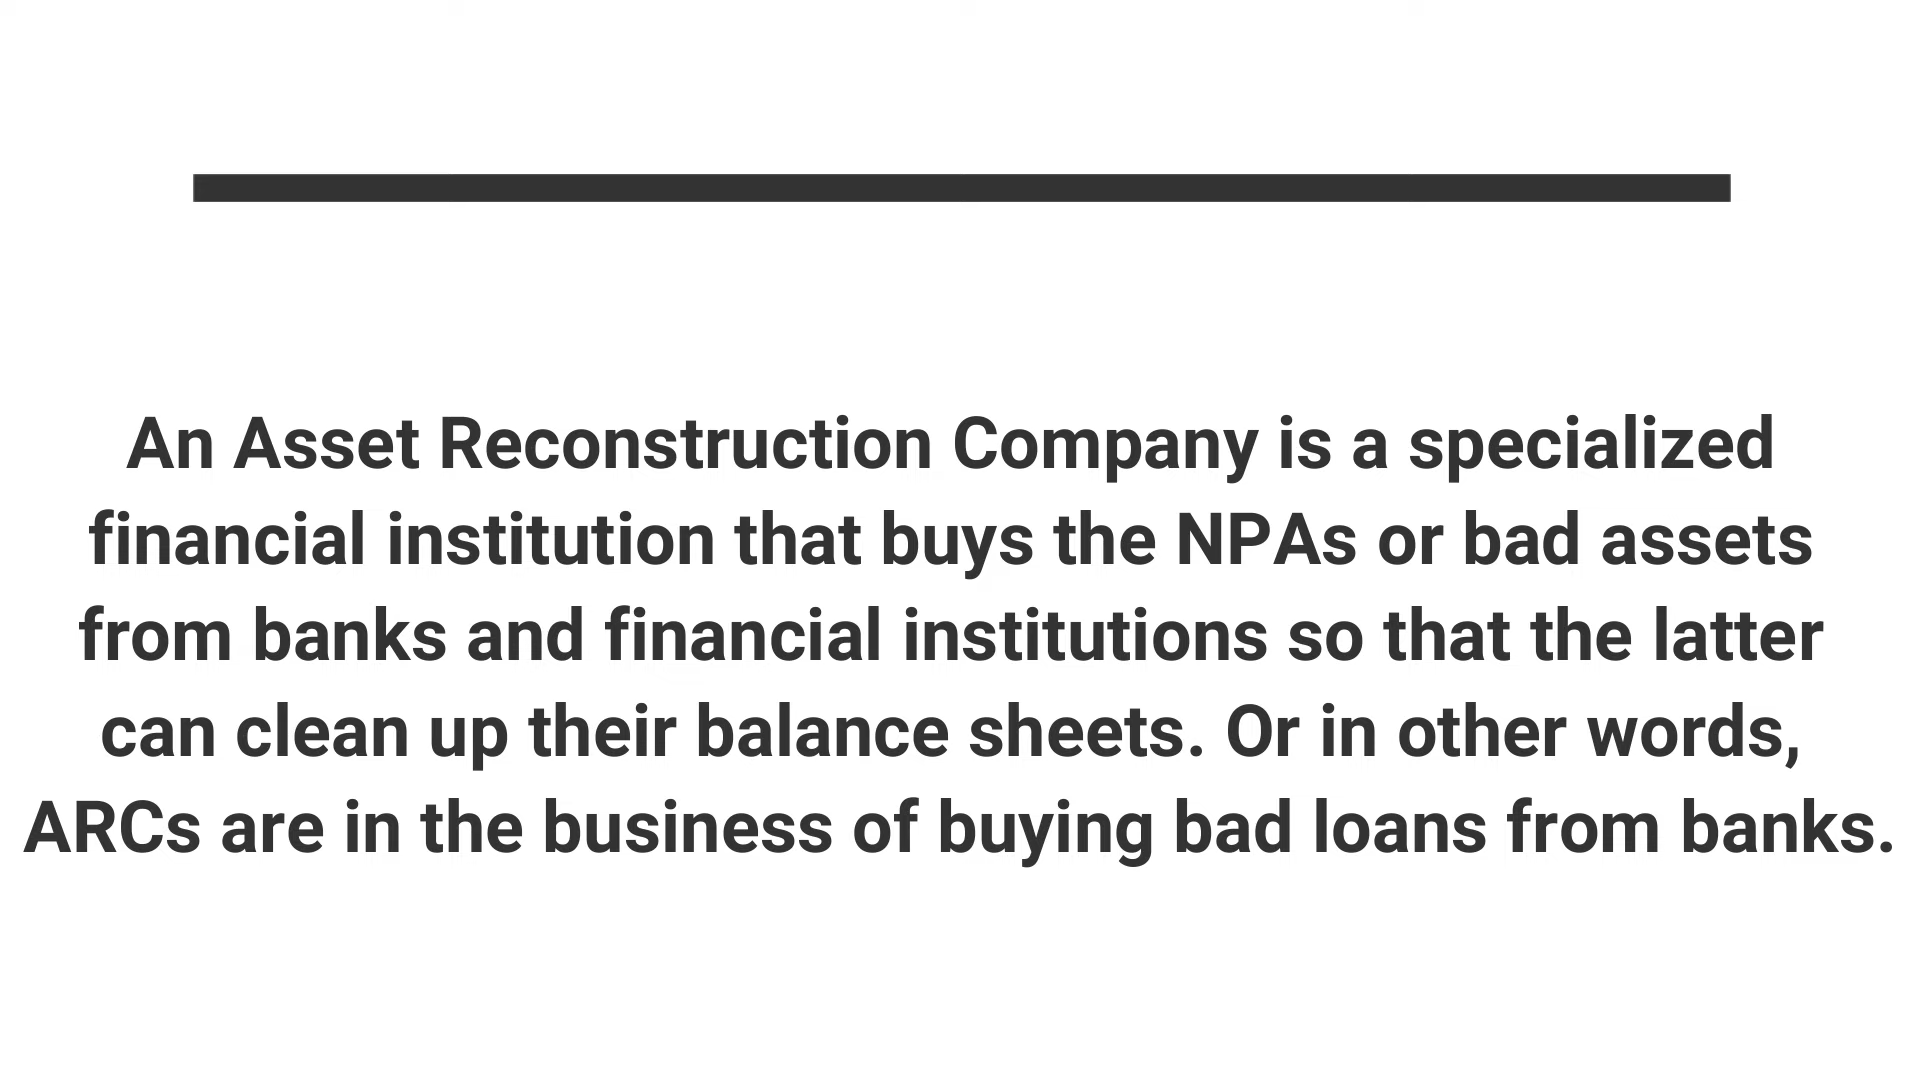 An Asset Reconstruction Company is a specialized
financial institution that buys the NPAs or bad assets
from banks and financial institutions so that the latter
can clean up their balance sheets. Or in other words,
ARCs are in the business of buying bad loans from banks.